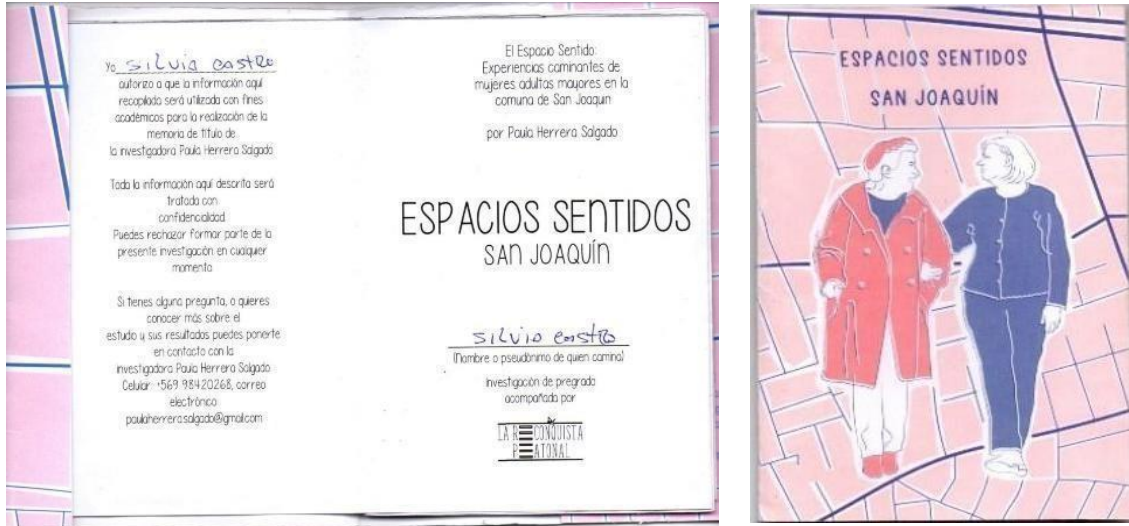 Yo silvia castro
autorizo a que la información aquí
recopilada será utilizada con fines
académicos para la realización de la
memoria de título de
la investigadora Paula Herrera Salgado
Toda la información aquí descrita será
tratada con
confidencialidad
Puedes rechazar formar parte de la
presente investigación en cualquier
momento
Si tienes alguna pregunta, o quieres
conocer más sobre el
estudio y sus resultados puedes ponerte
en contacto con la
investigadora Paula Herrera Salgado
Celular: +569 98420268, correo
electrónico:
paulaherrerasalgado@gmail.com
El Espacio Sentido:
Experiencias caminantes de
mujeres adultas mayores en la
comuna de San Joaquín
por Paula Herrera Salgado
ESPACIOS SENTIDOS
SAN JOAQUÍN
silvia castro
(Nombre o pseudónimo de quien camina)
Investigación de pregrado
acompañada por
LA RECONQUISTA
PEATONAL
ESPACIOS SENTIDOS
SAN JOAQUÍN